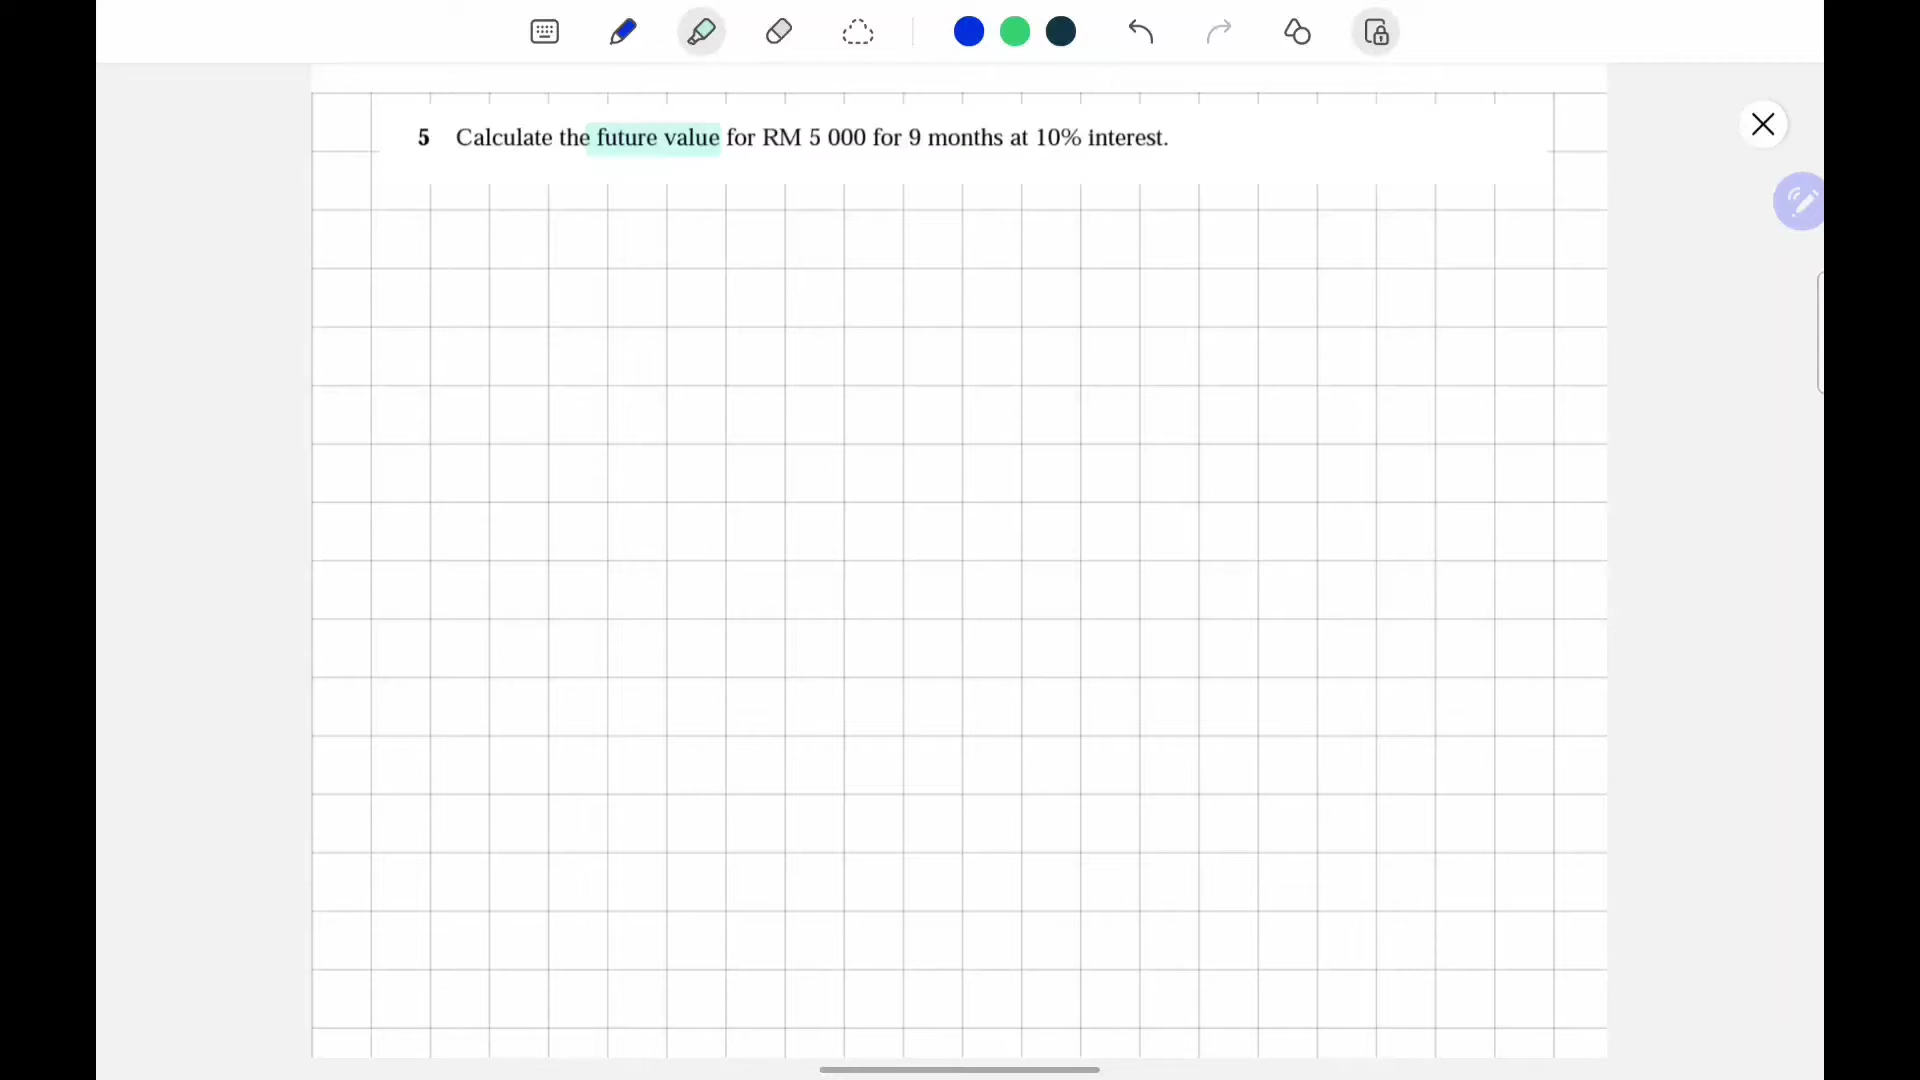 5 Calculate the future value for RM 5 000 for 9 months at 10% interest.